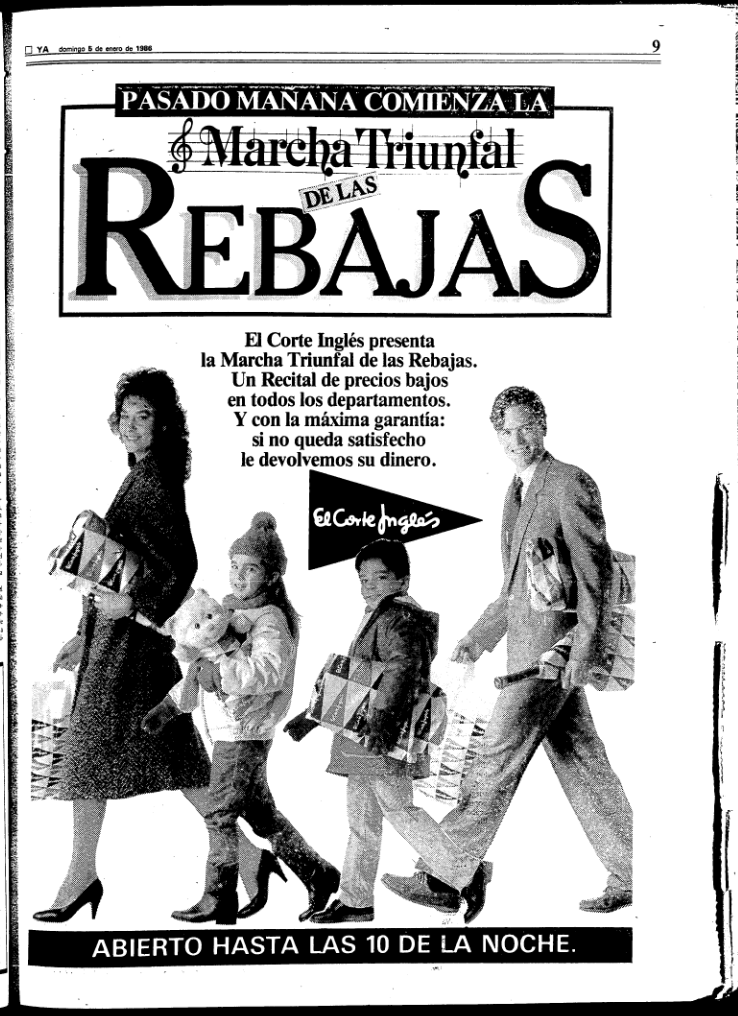 YA domingo 5 de enero de 1986
9
PASADO MAÑANA COMIENZA LA
Marcha Triunfal
DE LAS
REBAJAS
El Corte Inglés presenta
la Marcha Triunfal de las Rebajas.
Un Recital de precios bajos
en todos los departamentos.
Y con la máxima garantía:
si no queda satisfecho
le devolvemos su dinero.
El Corte Inglés
ABIERTO HASTA LAS 10 DE LA NOCHE.